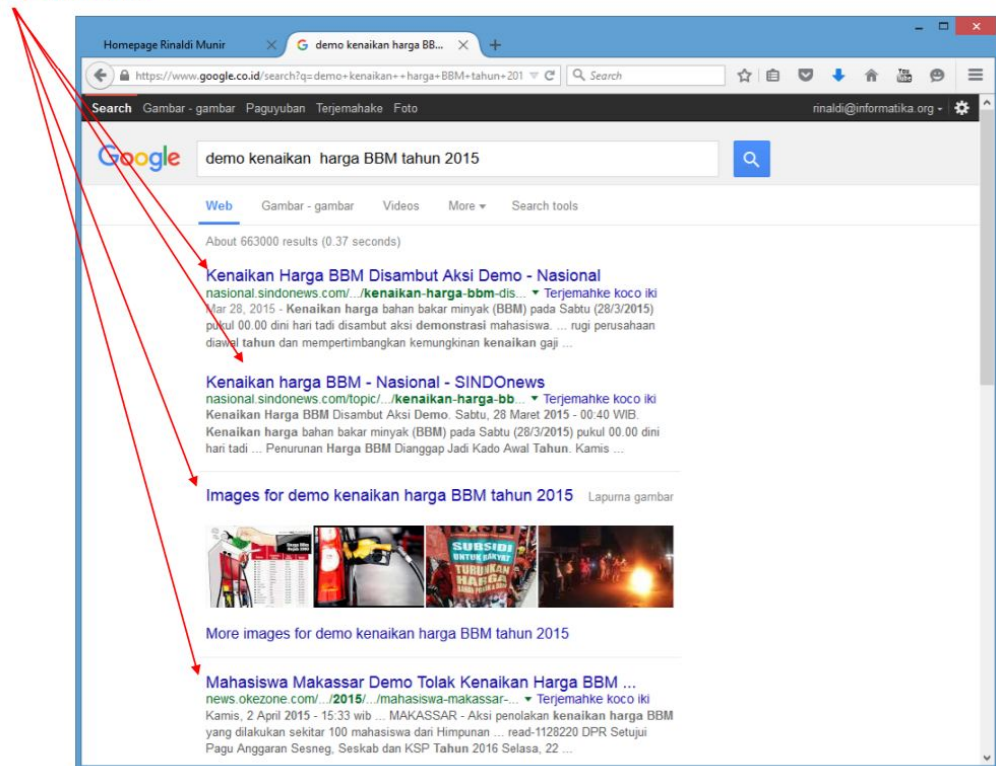 Homepage Rinaldi Munir
demo kenaikan harga BB...
https://www.google.co.id/search?q=demo+kenaikan++harga+BBM+tahun+201
Search
Search Gambar - gambar Paguyuban Terjemahake Foto
rinaldi@informatika.org
Google
demo kenaikan  harga BBM tahun 2015
Web Gambar - gambar Videos More Search tools
About 663000 results (0.37 seconds)
Kenaikan Harga BBM Disambut Aksi Demo - Nasional
nasional.sindonews.com/.../kenaikan-harga-bbm-dis... Terjemahke koco iki
Mar 28, 2015 - Kenaikan harga bahan bakar minyak (BBM) pada Sabtu (28/3/2015)
pukul 00.00 dini hari tadi disambut aksi demonstrasi mahasiswa. ... rugi perusahaan
diawal tahun dan mempertimbangkan kemungkinan kenaikan gaji ...
Kenaikan harga BBM - Nasional - SINDOnews
nasional.sindonews.com/topic/.../kenaikan-harga-bb... Terjemahke koco iki
Kenaikan Harga BBM Disambut Aksi Demo. Sabtu, 28 Maret 2015 - 00:40 WIB.
Kenaikan harga bahan bakar minyak (BBM) pada Sabtu (28/3/2015) pukul 00.00 dini
hari tadi ... Penurunan Harga BBM Dianggap Jadi Kado Awal Tahun. Kamis ...
Images for demo kenaikan harga BBM tahun 2015 Lapurna gambar
SUBSIDI
UNTUK RAKYAT
TURUNKAN
HARGA
More images for demo kenaikan harga BBM tahun 2015
Mahasiswa Makassar Demo Tolak Kenaikan Harga BBM ...
news.okezone.com/.../2015/.../mahasiswa-makassar-... Terjemahke koco iki
Kamis, 2 April 2015 - 15:33 wib ... MAKASSAR - Aksi penolakan kenaikan harga BBM
yang dilakukan sekitar 100 mahasiswa dari Himpunan ... read-1128220 DPR Setujui
Pagu Anggaran Sesneg, Seskab dan KSP Tahun 2016 Selasa, 22 ...